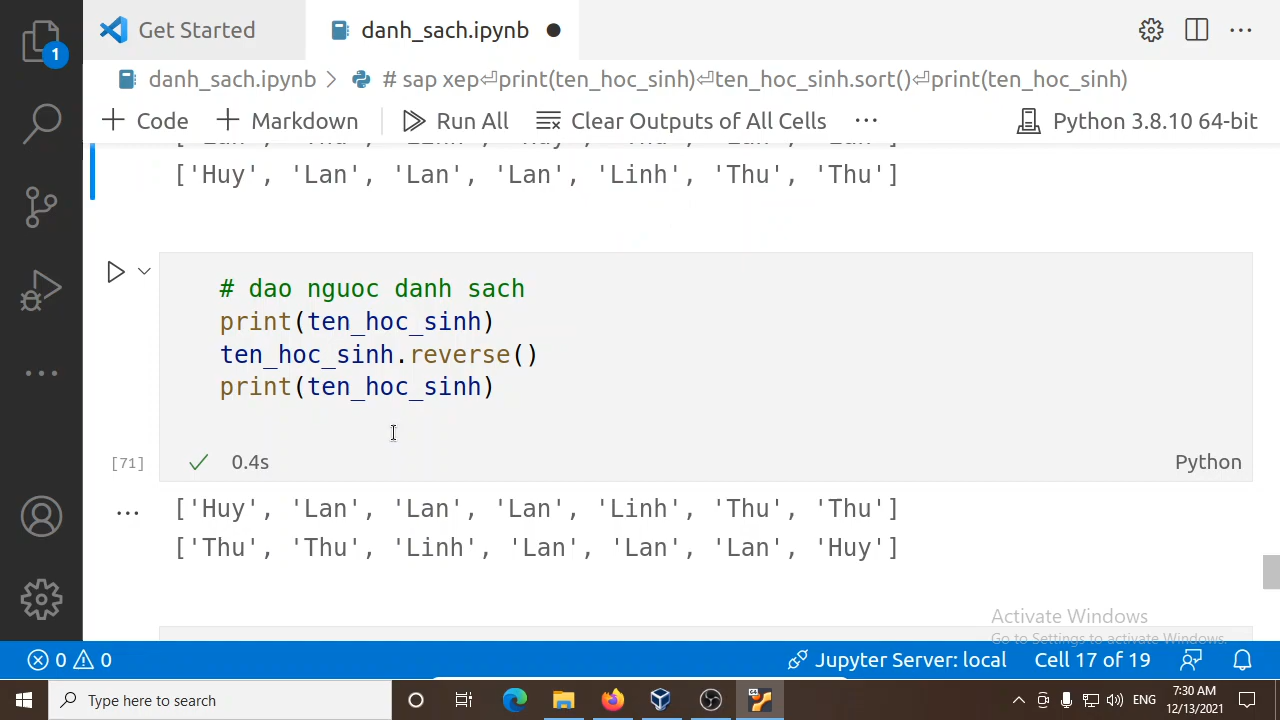 Get Started
danh_sach.ipynb
danh_sach.ipynb > # sap xep⏎print(ten_hoc_sinh)⏎ten_hoc_sinh.sort()⏎print(ten_hoc_sinh)
+ Code + Markdown Run All Clear Outputs of All Cells ... Python 3.8.10 64-bit
['Huy', 'Lan', 'Lan', 'Lan', 'Linh', 'Thu', 'Thu']
# dao nguoc danh sach
print(ten_hoc_sinh)
ten_hoc_sinh.reverse()
print(ten_hoc_sinh)
[71] 0.4s Python
['Huy', 'Lan', 'Lan', 'Lan', 'Linh', 'Thu', 'Thu']
['Thu', 'Thu', 'Linh', 'Lan', 'Lan', 'Lan', 'Huy']
Activate Windows
Go to Settings to activate Windows.
1
0 0 Jupyter Server: local Cell 17 of 19
Type here to search
64
ENG
7:30 AM
12/13/2021